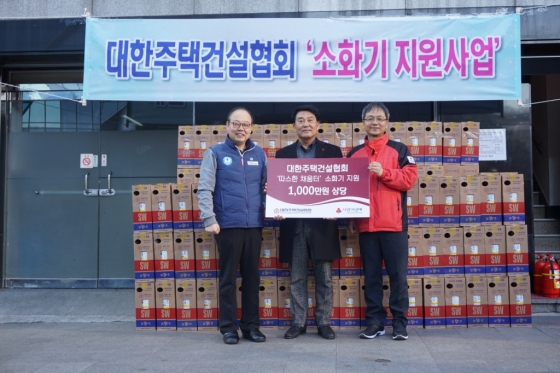 대한주택건설협회 '소화기 지원사업'
대한주택건설협회
'따스한 채움터' 소화기 지원
1,000만원 상당
SW